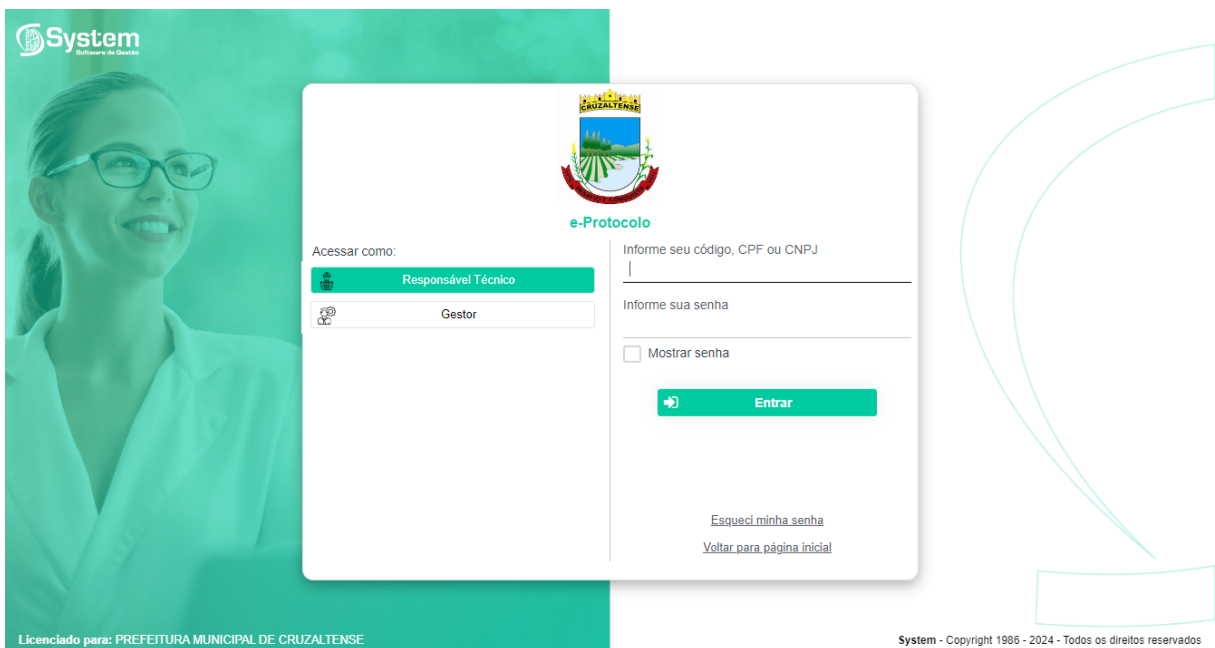 System
Software de Gestão
CRUZALTENSE
e-Protocolo
Acessar como:
Responsável Técnico
Gestor
Informe seu código, CPF ou CNPJ
Informe sua senha
Mostrar senha
Entrar
Esqueci minha senha
Voltar para página inicial
Licenciado para: PREFEITURA MUNICIPAL DE CRUZALTENSE
System - Copyright 1986 - 2024 - Todos os direitos reservados